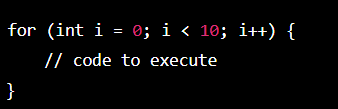 for (int i = 0; i < 10; i++) {
    // code to execute
}